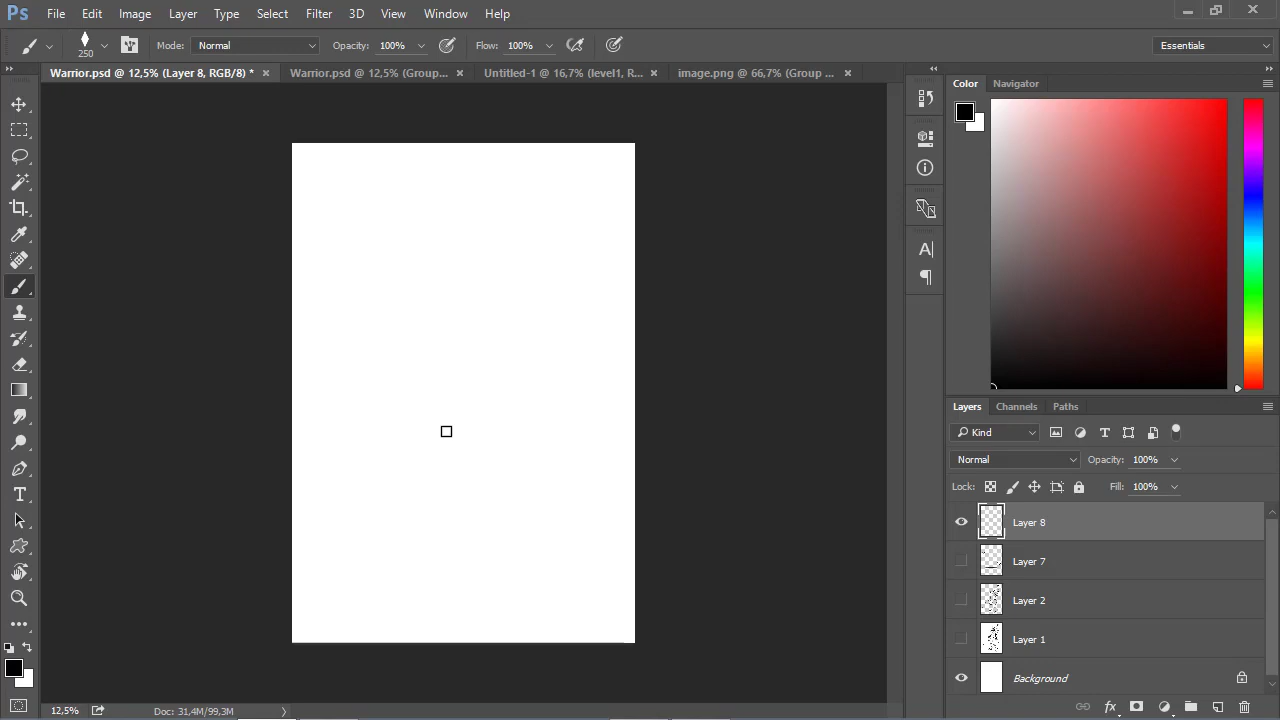 Ps File Edit Image Layer Type Select Filter 3D View Window Help
250 Mode: Normal Opacity: 100% Flow: 100% Essentials
Warrior.psd @ 12,5% (Layer 8, RGB/8) * Warrior.psd @ 12,5% (Group... Untitled-1 @ 16,7% (level1, R... image.png @ 66,7% (Group ...
Color Navigator
Layers Channels Paths
Kind
Normal Opacity: 100%
Lock: Fill: 100%
Layer 8
Layer 7
Layer 2
Layer 1
Background
12,5% Doc: 31,4M/99,3M